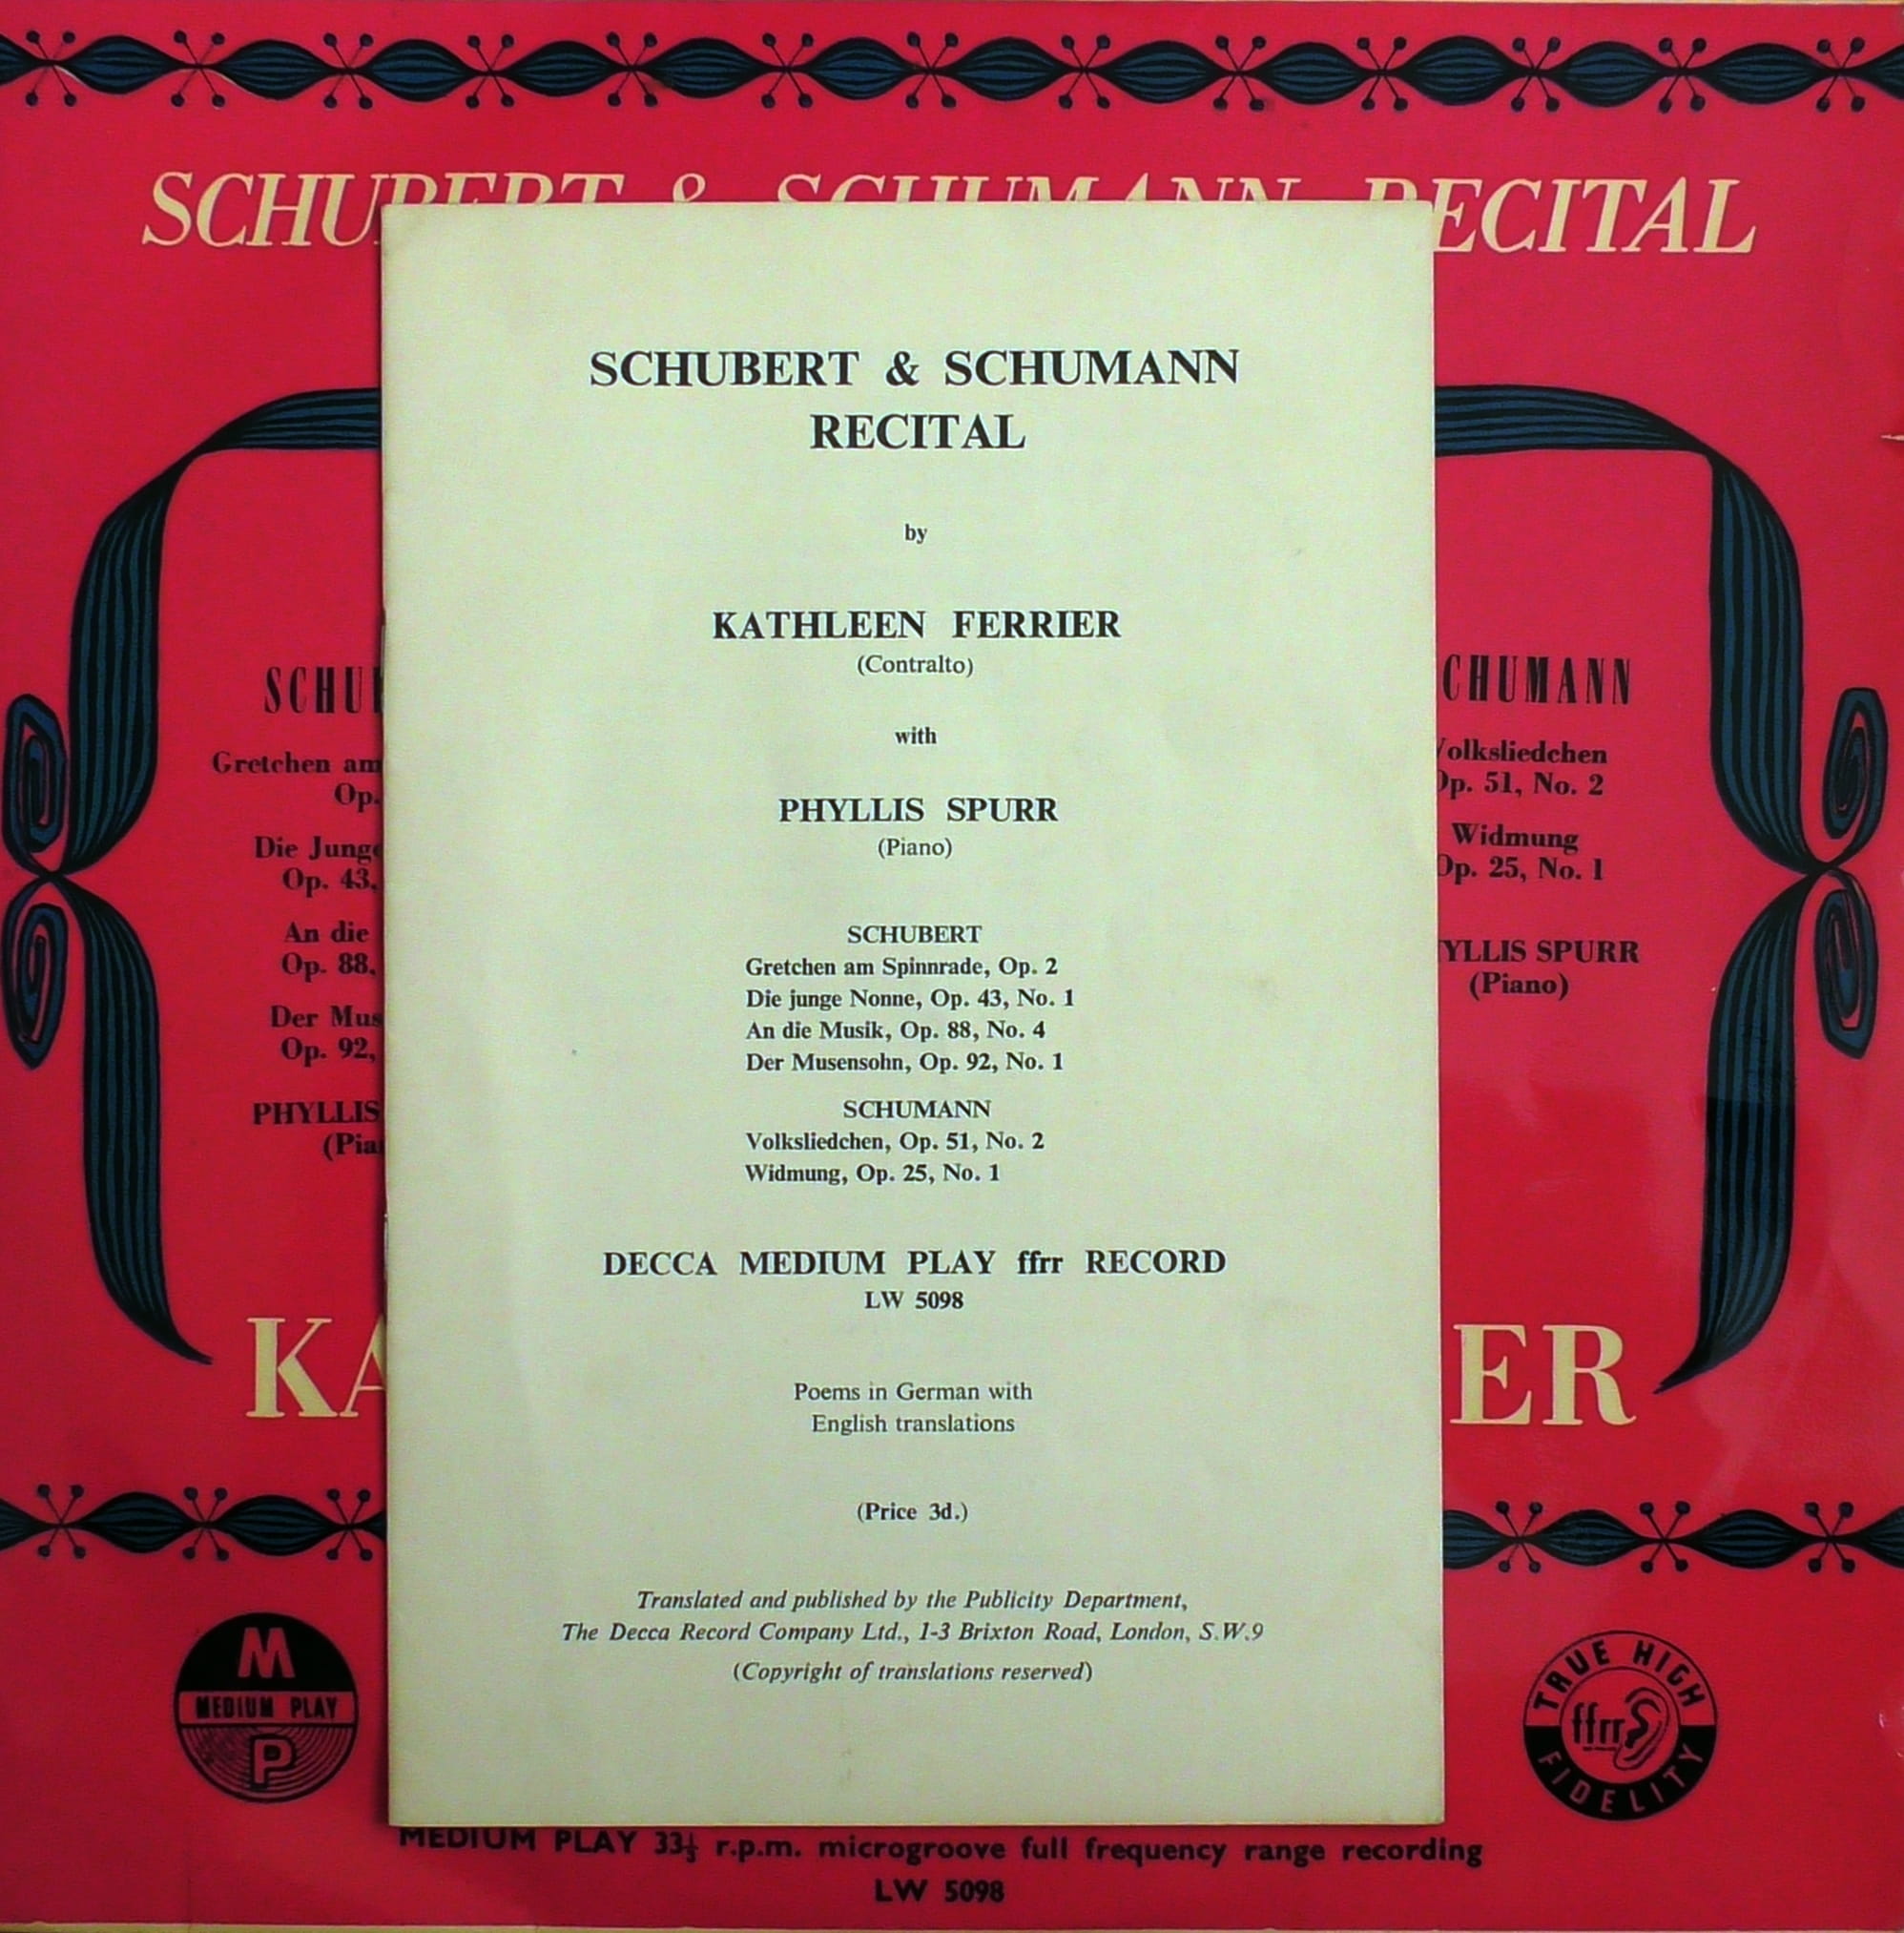 SCHUBERT & SCHUMANN RECITAL
SCHUBERT & SCHUMANN
RECITAL
by
KATHLEEN FERRIER
(Contralto)
with
PHYLLIS SPURR
(Piano)
SCHUBERT
Gretchen am Spinnrade, Op. 2
Die junge Nonne, Op. 43, No. 1
An die Musik, Op. 88, No. 4
Der Musensohn, Op. 92, No. 1
SCHUMANN
Volksliedchen, Op. 51, No. 2
Widmung, Op. 25, No. 1
DECCA MEDIUM PLAY ffrr RECORD
LW 5098
Poems in German with
English translations
(Price 3d.)
Translated and published by the Publicity Department,
The Decca Record Company Ltd., 1-3 Brixton Road, London, S.W.9
(Copyright of translations reserved)
SCHU
Gretchen am
Op.
Die Jung
Op. 43,
An die
Op. 88,
Der Mus
Op. 92,
PHYLLIS
(Pia
CHUMANN
olksliedchen
Op. 51, No. 2
Widmung
Op. 25, No. 1
YLLIS SPURR
(Piano)
KA
ER
M
MEDIUM PLAY
P
TRUE HIGH
ffrr
FIDELITY
MEDIUM PLAY 33⅓ r.p.m. microgroove full frequency range recording
LW 5098